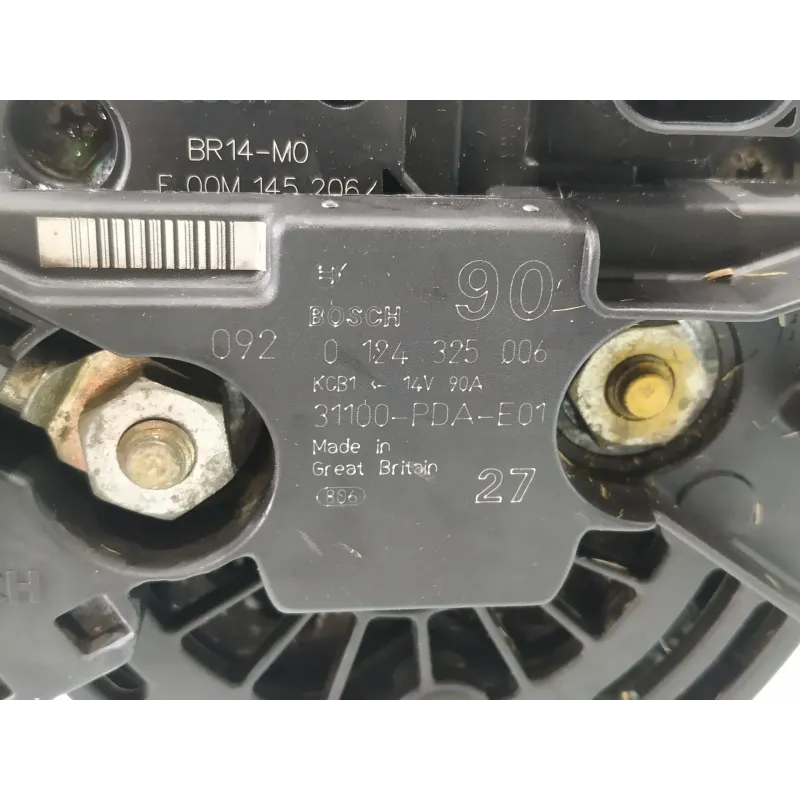 BR14-M0
F 00M 145 206
90
BOSCH
092 0 124 325 006
KCB1 ← 14V 90A
31100-PDA-E01
Made in
Great Britain
806 27
CH